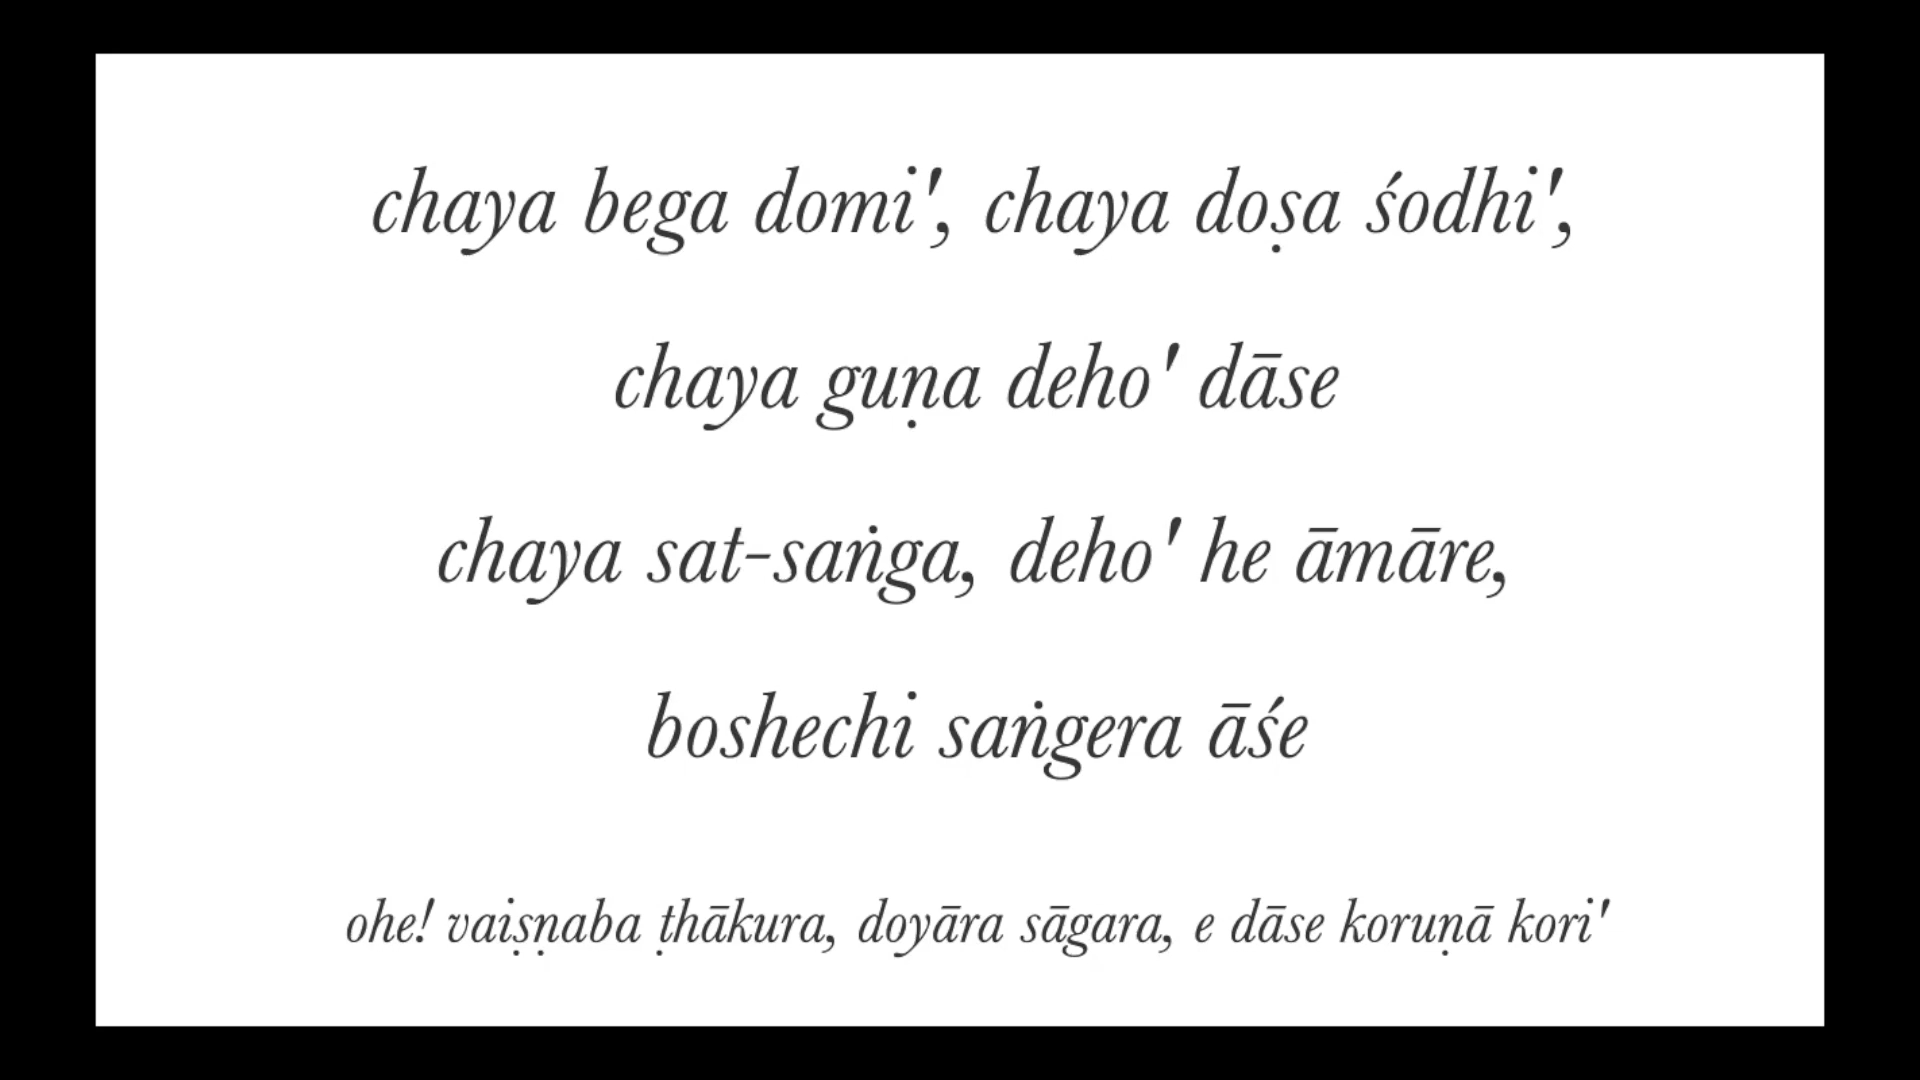 chaya bega domi', chaya doṣa śodhi',
chaya guṇa deho' dāse
chaya sat-saṅga, deho' he āmāre,
boshechi saṅgera āśe
ohe! vaiṣṇaba ṭhākura, doyāra sāgara, e dāse koruṇā kori'